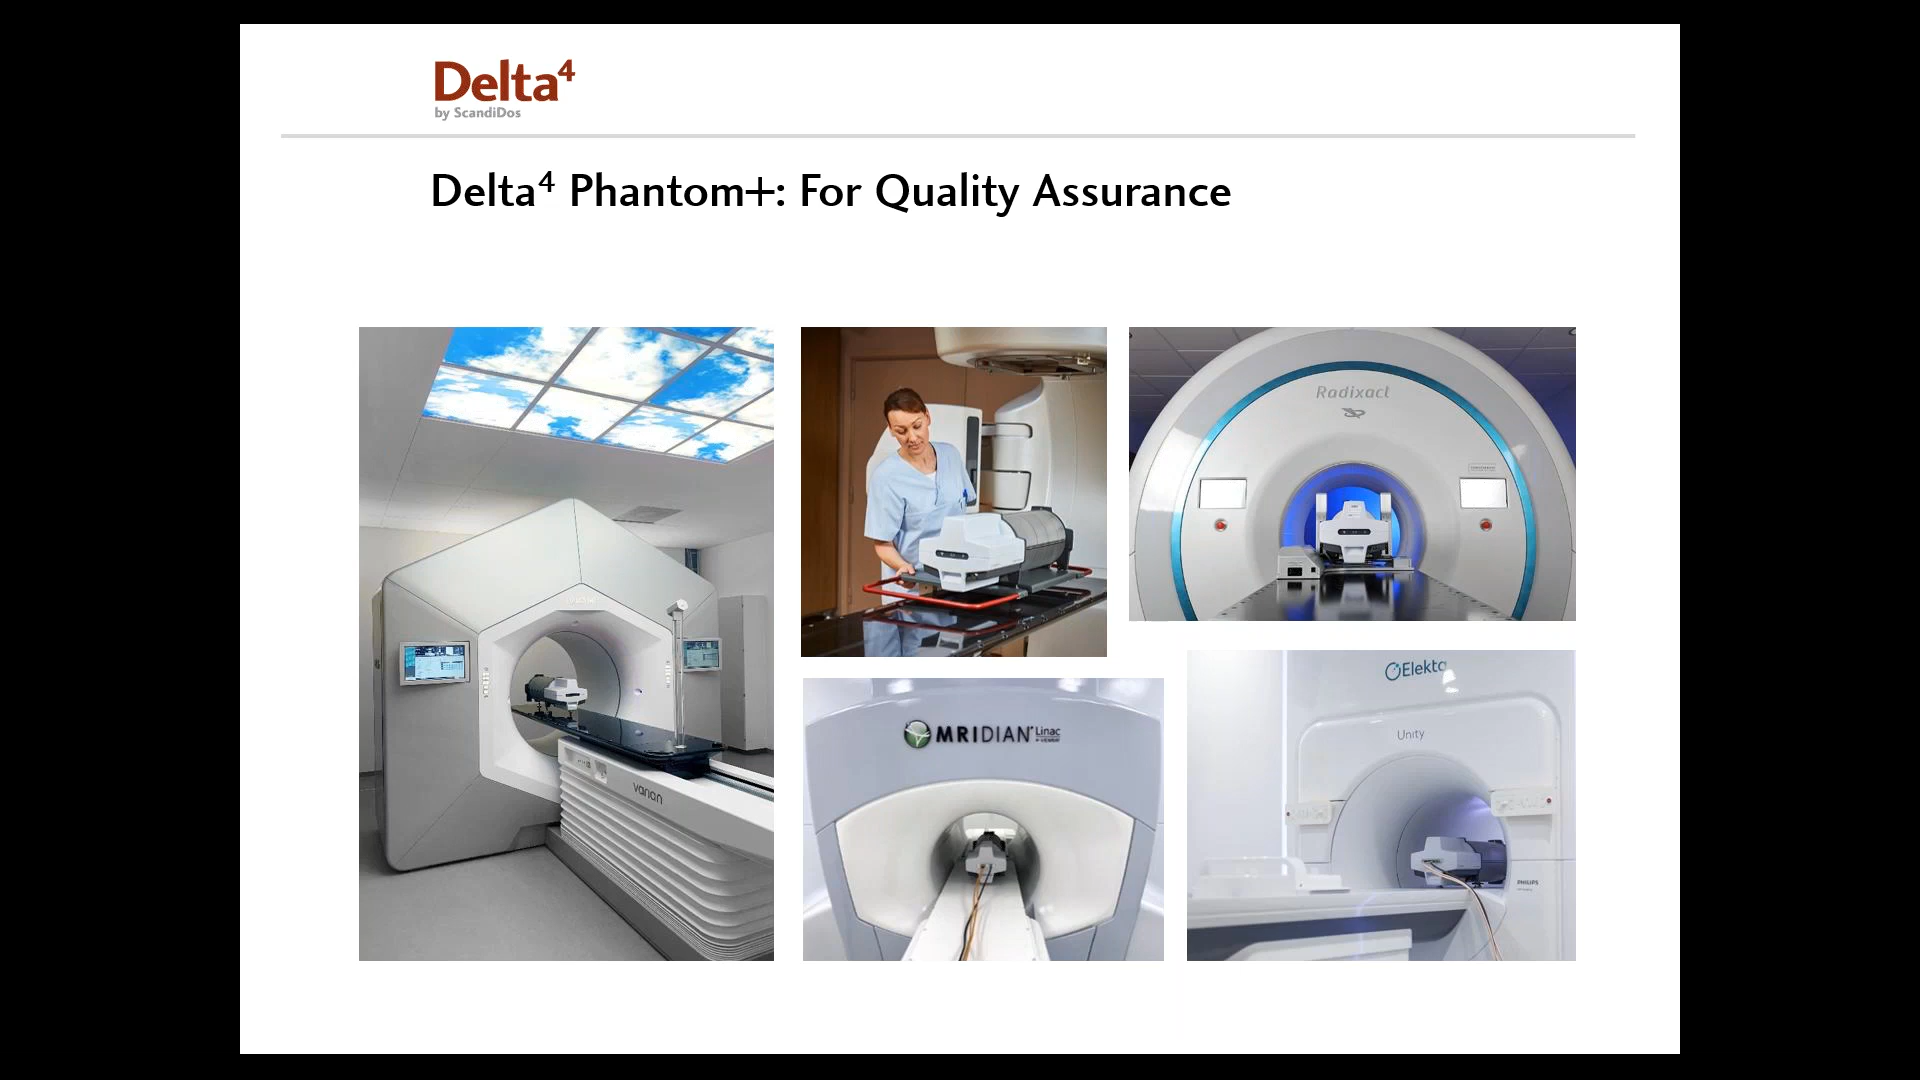 Delta⁴
by ScandiDos
Delta⁴ Phantom+: For Quality Assurance
Radixact
varian
MRIDIAN Linac
Elekta
Unity
PHILIPS